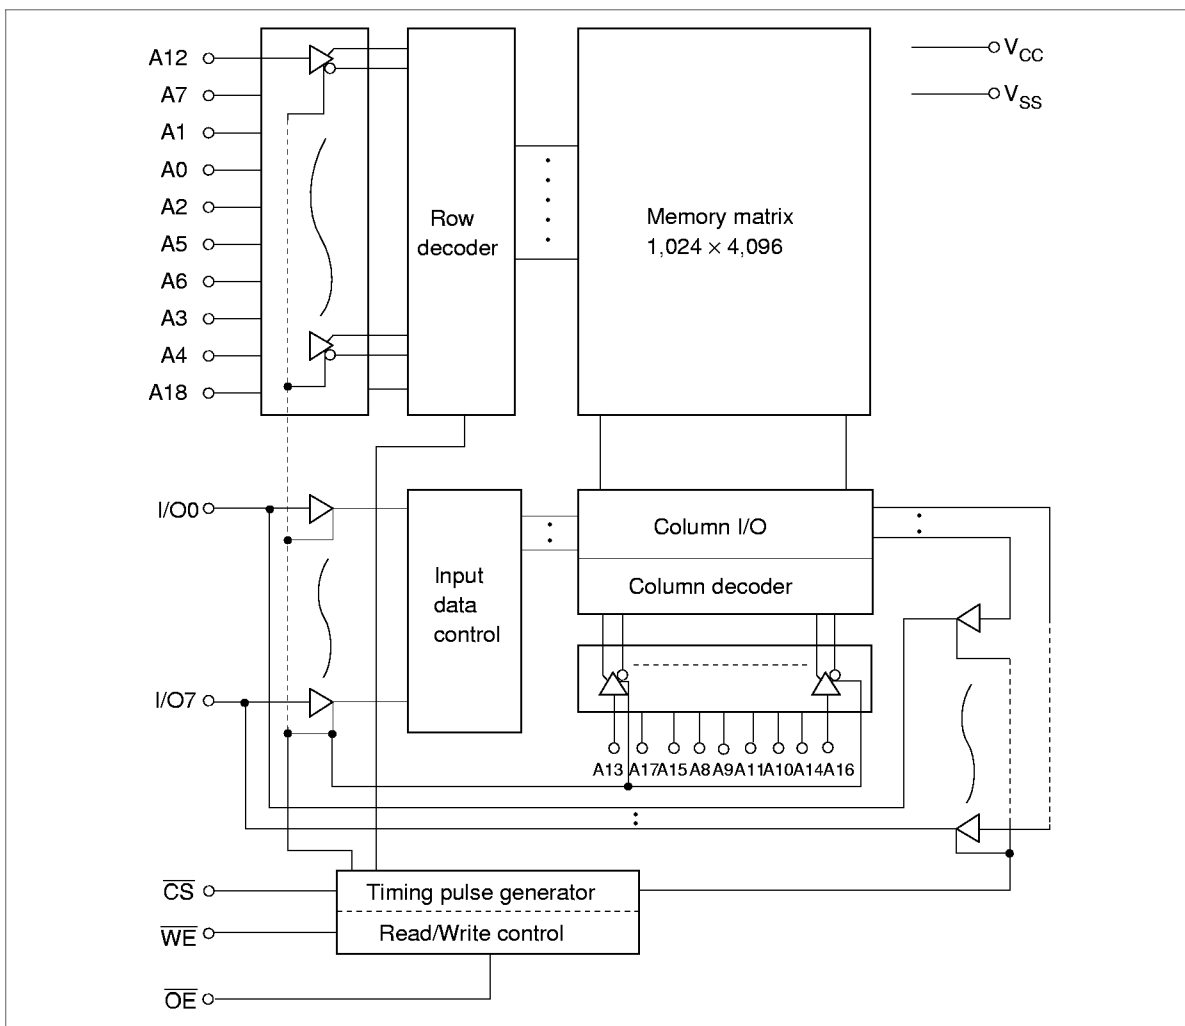 A12
A7
A1
A0
A2
A5
A6
A3
A4
A18
Row
decoder
Memory matrix
1,024 × 4,096
VCC
VSS
I/O0
I/O7
Input
data
control
Column I/O
Column decoder
A13 A17 A15 A8 A9 A11 A10 A14 A16
CS
WE
OE
Timing pulse generator
Read/Write control